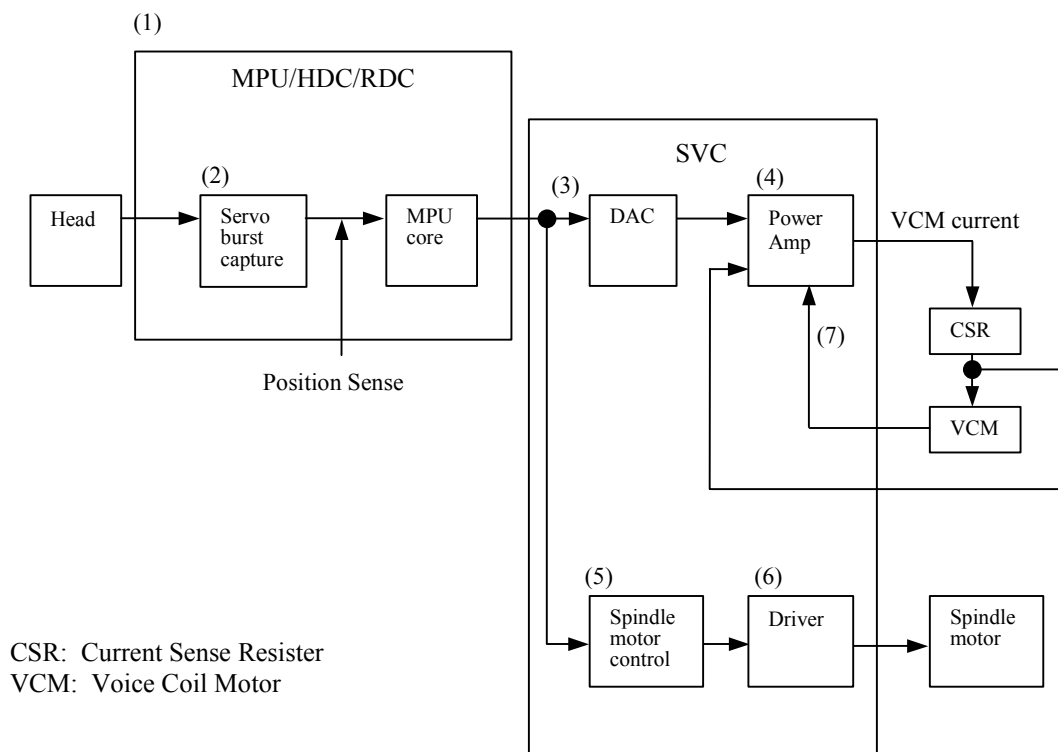 (1)
MPU/HDC/RDC
SVC
(2)
(3)
(4)
Head
Servo
burst
capture
MPU
core
DAC
Power
Amp
VCM current
CSR
(7)
Position Sense
VCM
(5)
(6)
Spindle
motor
control
Driver
Spindle
motor
CSR: Current Sense Resister
VCM: Voice Coil Motor